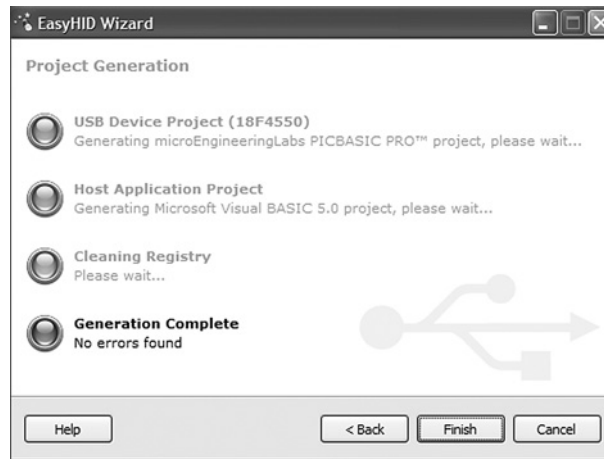 EasyHID Wizard
Project Generation
USB Device Project (18F4550)
Generating microEngineeringLabs PICBASIC PRO™ project, please wait...
Host Application Project
Generating Microsoft Visual BASIC 5.0 project, please wait...
Cleaning Registry
Please wait...
Generation Complete
No errors found
Help
< Back
Finish
Cancel